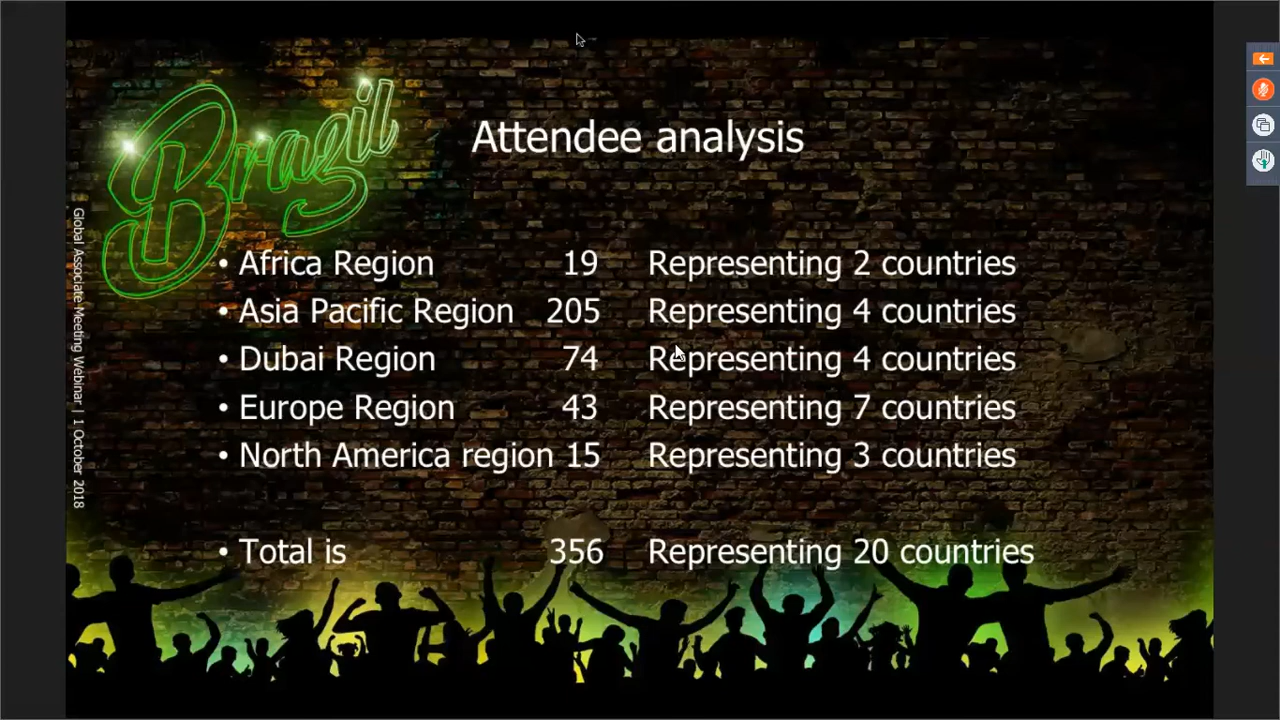 Brazil
Attendee analysis
• Africa Region 19 Representing 2 countries
• Asia Pacific Region 205 Representing 4 countries
• Dubai Region 74 Representing 4 countries
• Europe Region 43 Representing 7 countries
• North America region 15 Representing 3 countries
• Total is 356 Representing 20 countries
Global Associate Meeting Webinar | 1 October 2018